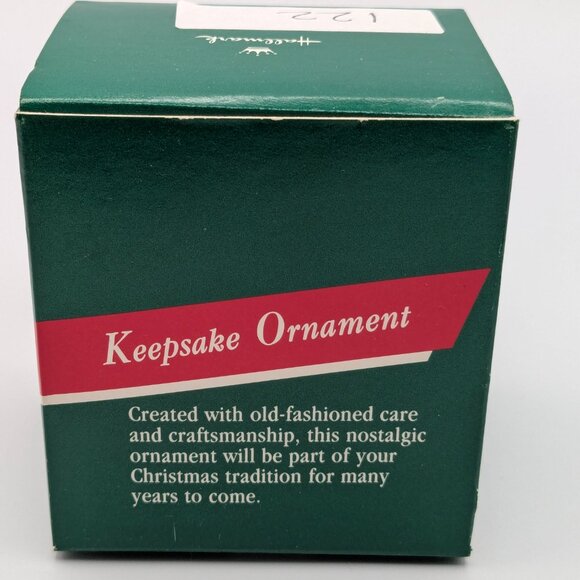 122
Hallmark
Keepsake Ornament
Created with old-fashioned care
and craftsmanship, this nostalgic
ornament will be part of your
Christmas tradition for many
years to come.